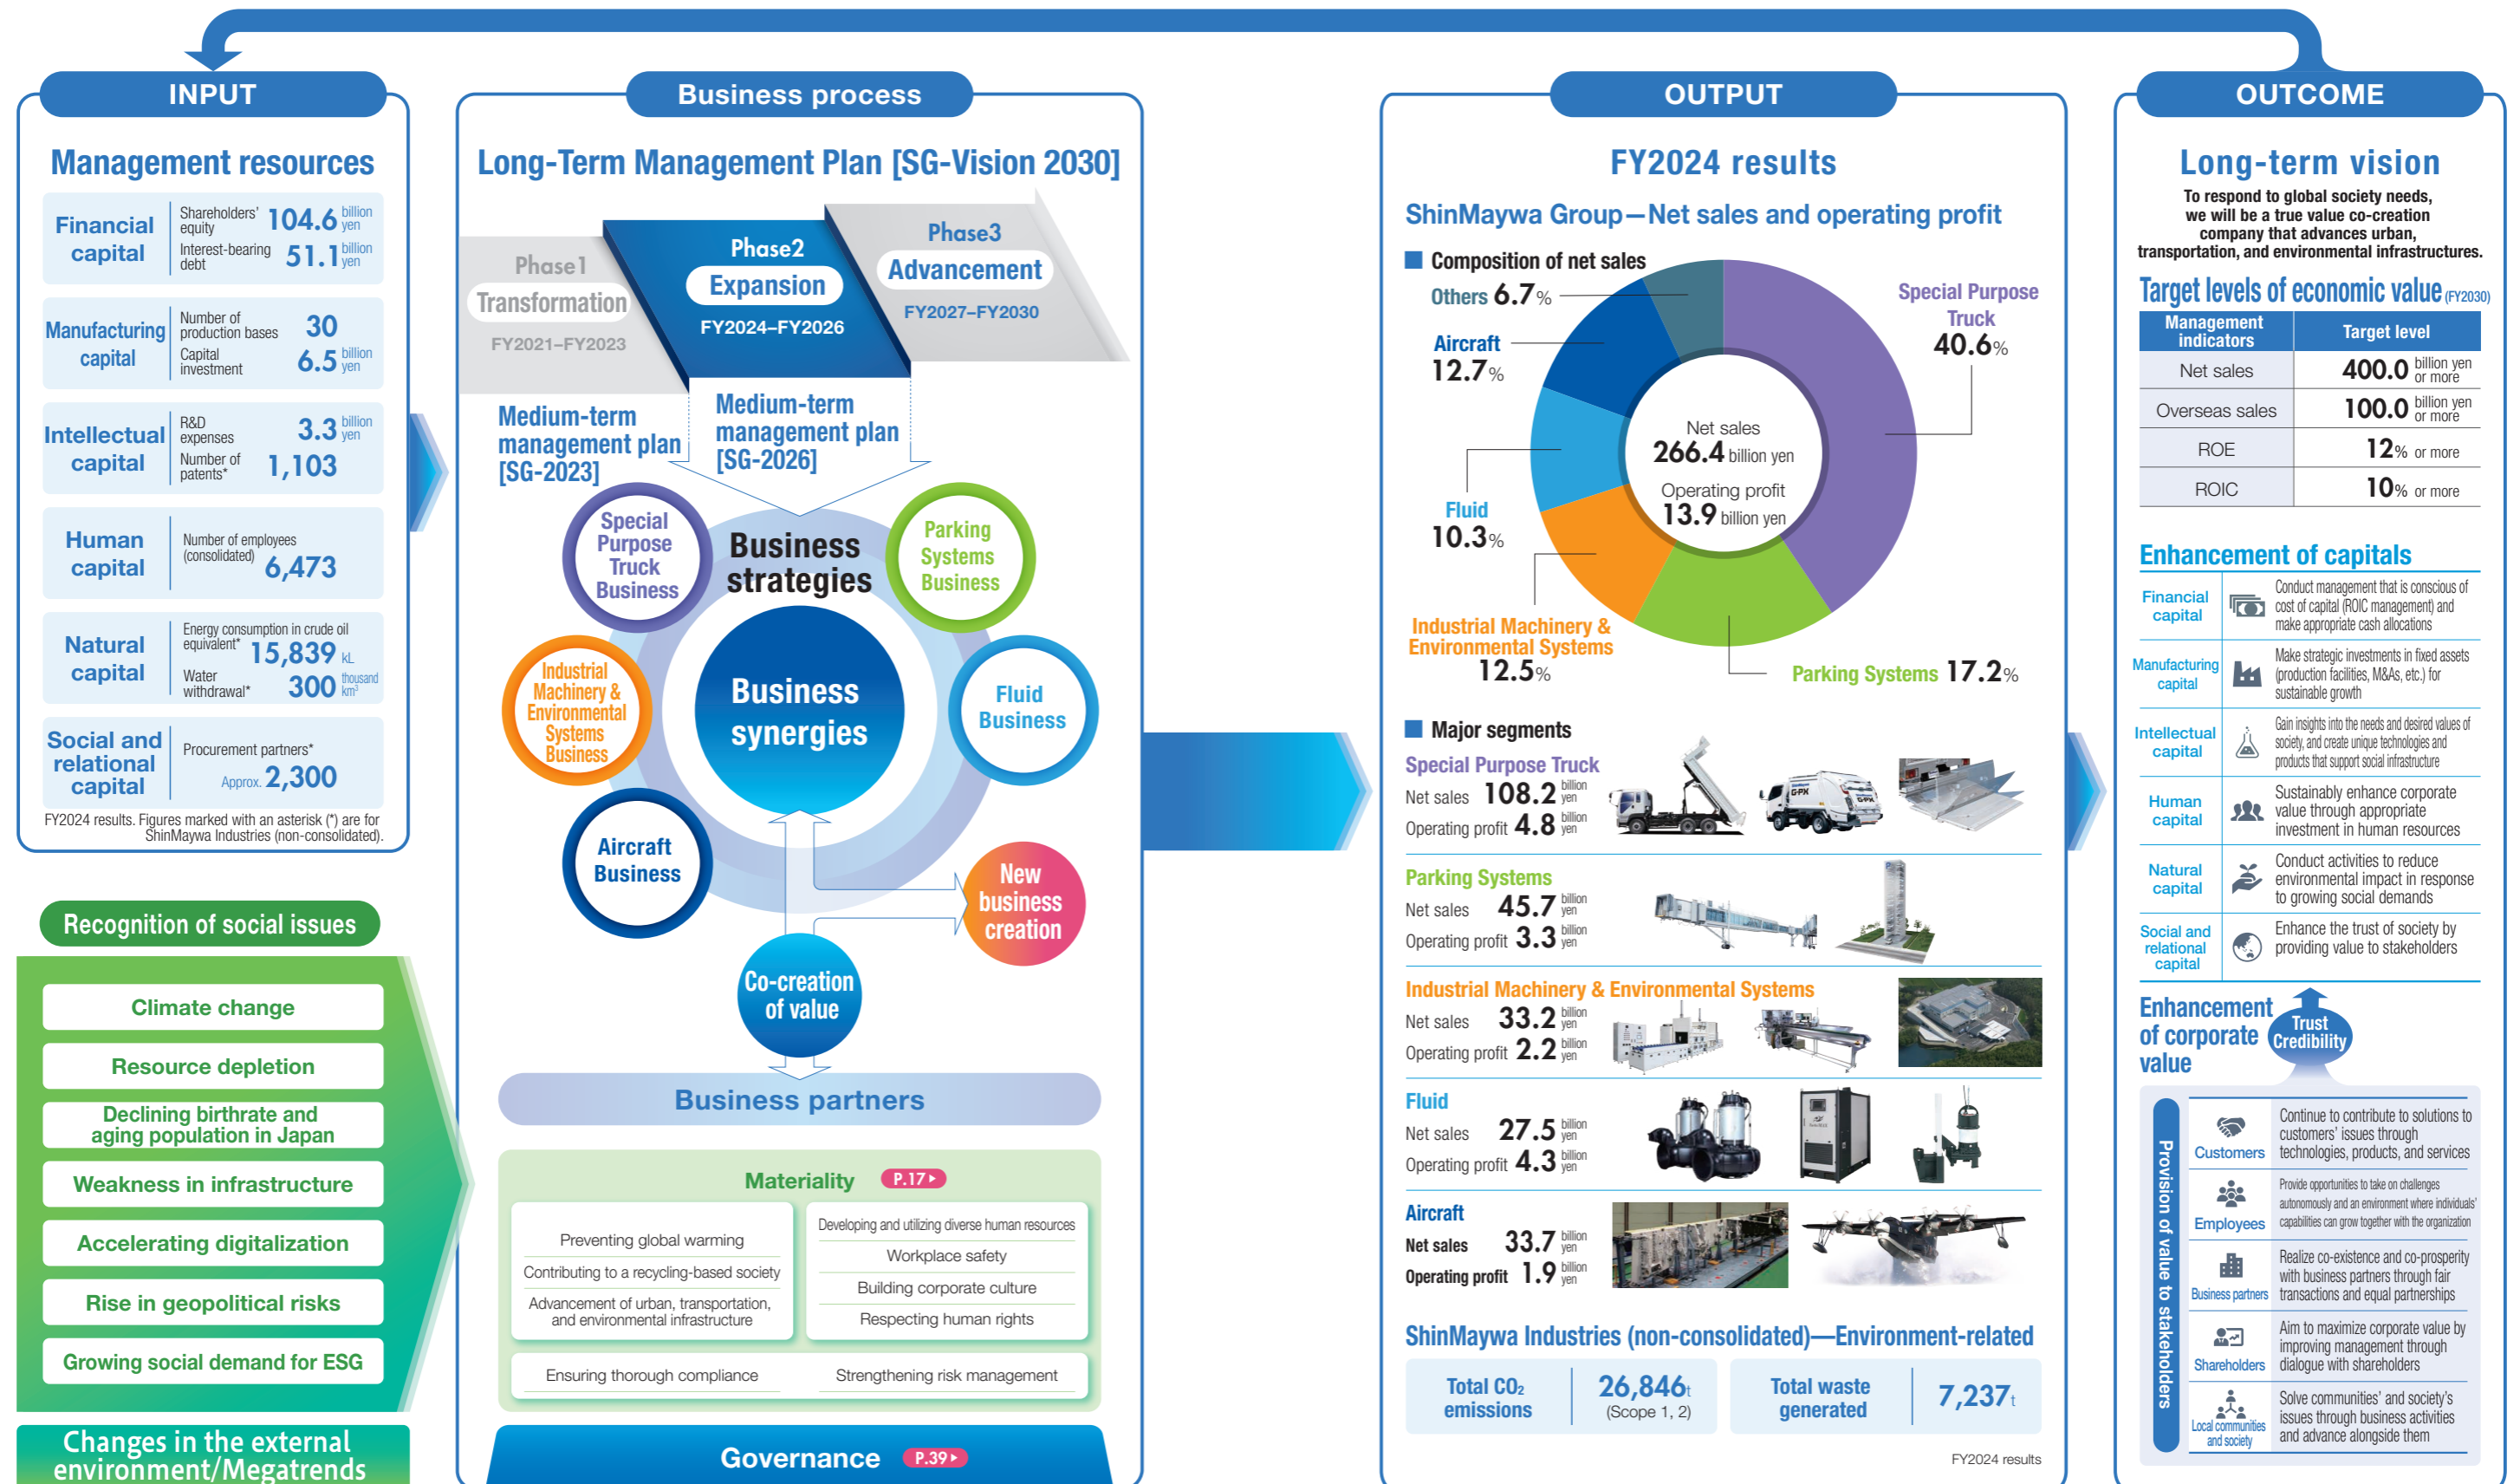 INPUT
Management resources
Financial
capital
Shareholders'
equity
104.6 billion
yen
Interest-bearing
debt
51.1 billion
yen
Manufacturing
capital
Number of
production bases
30
Capital
investment
6.5 billion
yen
Intellectual
capital
R&D
expenses
3.3 billion
yen
Number of
patents*
1,103
Human
capital
Number of employees
(consolidated)
6,473
Natural
capital
Energy consumption in crude oil
equivalent*
15,839 kL
Water
withdrawal*
300 thousand
km³
Social and
relational
capital
Procurement partners*
Approx. 2,300
FY2024 results. Figures marked with an asterisk (*) are for
ShinMaywa Industries (non-consolidated).
Recognition of social issues
Climate change
Resource depletion
Declining birthrate and
aging population in Japan
Weakness in infrastructure
Accelerating digitalization
Rise in geopolitical risks
Growing social demand for ESG
Changes in the external
environment/Megatrends
Business process
Long-Term Management Plan [SG-Vision 2030]
Phase1
Transformation
FY2021–FY2023
Phase2
Expansion
FY2024–FY2026
Phase3
Advancement
FY2027–FY2030
Medium-term
management plan
[SG-2023]
Medium-term
management plan
[SG-2026]
Special
Purpose
Truck
Business
Business
strategies
Parking
Systems
Business
Industrial
Machinery &
Environmental
Systems
Business
Business
synergies
Fluid
Business
Aircraft
Business
New
business
creation
Co-creation
of value
Business partners
Materiality P.17
Preventing global warming
Contributing to a recycling-based society
Advancement of urban, transportation,
and environmental infrastructure
Developing and utilizing diverse human resources
Workplace safety
Building corporate culture
Respecting human rights
Ensuring thorough compliance
Strengthening risk management
Governance P.39
OUTPUT
FY2024 results
ShinMaywa Group—Net sales and operating profit
Composition of net sales
Others 6.7%
Aircraft
12.7%
Fluid
10.3%
Industrial Machinery &
Environmental Systems
12.5%
Special Purpose
Truck
40.6%
Parking Systems 17.2%
Net sales
266.4 billion yen
Operating profit
13.9 billion yen
Major segments
Special Purpose Truck
Net sales 108.2 billion
yen
Operating profit 4.8 billion
yen
G-PX
G-PX
Parking Systems
Net sales 45.7 billion
yen
Operating profit 3.3 billion
yen
Industrial Machinery & Environmental Systems
Net sales 33.2 billion
yen
Operating profit 2.2 billion
yen
Fluid
Net sales 27.5 billion
yen
Operating profit 4.3 billion
yen
Aircraft
Net sales 33.7 billion
yen
Operating profit 1.9 billion
yen
ShinMaywa Industries (non-consolidated)—Environment-related
Total CO₂
emissions
26,846t
(Scope 1, 2)
Total waste
generated
7,237t
FY2024 results
OUTCOME
Long-term vision
To respond to global society needs,
we will be a true value co-creation
company that advances urban,
transportation, and environmental infrastructures.
Target levels of economic value (FY2030)
Management
indicators
Target level
Net sales
400.0 billion yen
or more
Overseas sales
100.0 billion yen
or more
ROE
12% or more
ROIC
10% or more
Enhancement of capitals
Financial
capital
Conduct management that is conscious of
cost of capital (ROIC management) and
make appropriate cash allocations
Manufacturing
capital
Make strategic investments in fixed assets
(production facilities, M&As, etc.) for
sustainable growth
Intellectual
capital
Gain insights into the needs and desired values of
society, and create unique technologies and
products that support social infrastructure
Human
capital
Sustainably enhance corporate
value through appropriate
investment in human resources
Natural
capital
Conduct activities to reduce
environmental impact in response
to growing social demands
Social and
relational
capital
Enhance the trust of society by
providing value to stakeholders
Enhancement
of corporate
value
Trust
Credibility
Provision of value to stakeholders
Customers
Continue to contribute to solutions to
customers' issues through
technologies, products, and services
Employees
Provide opportunities to take on challenges
autonomously and an environment where individuals'
capabilities can grow together with the organization
Business partners
Realize co-existence and co-prosperity
with business partners through fair
transactions and equal partnerships
Shareholders
Aim to maximize corporate value by
improving management through
dialogue with shareholders
Local communities
and society
Solve communities' and society's
issues through business activities
and advance alongside them